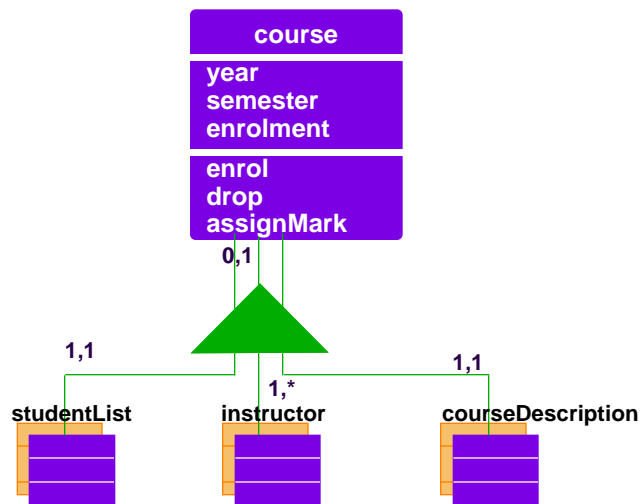 course
year
semester
enrolment
enrol
drop
assignMark
0,1
1,1
1,*
1,1
studentList
instructor
courseDescription